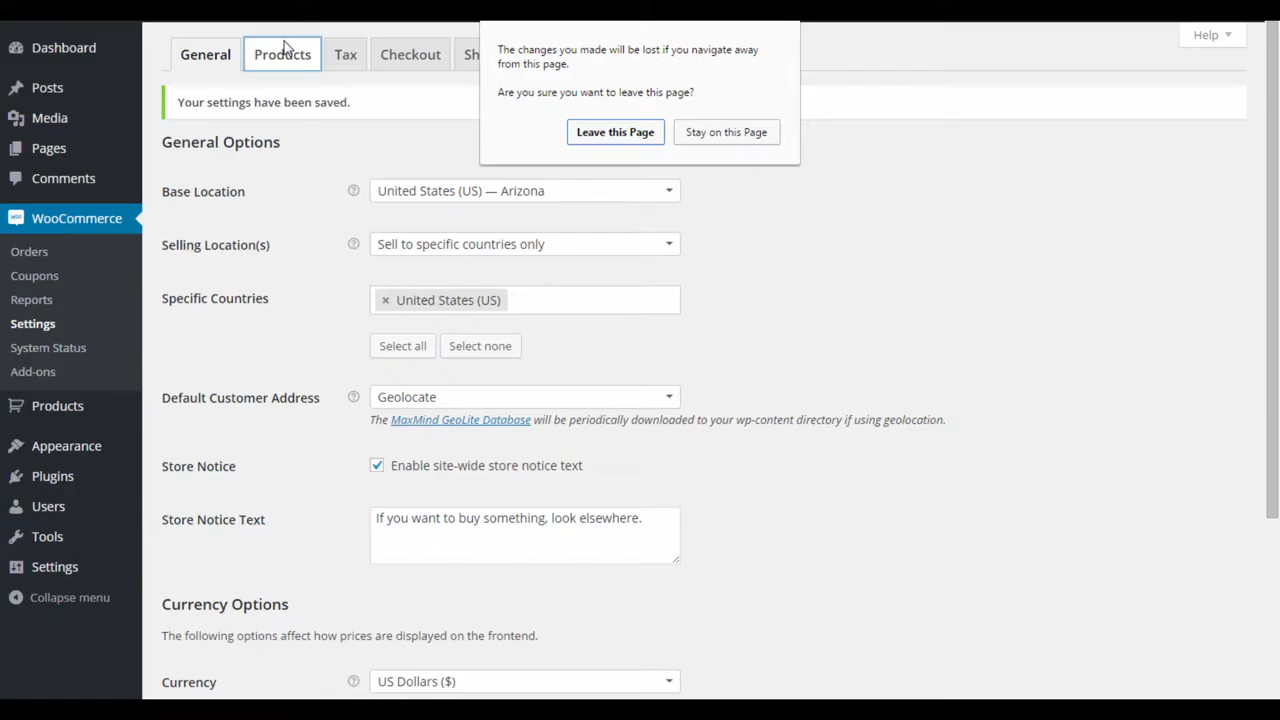 Dashboard
Posts
Media
Pages
Comments
WooCommerce
Orders
Coupons
Reports
Settings
System Status
Add-ons
Products
Appearance
Plugins
Users
Tools
Settings
Collapse menu
General
Products
Tax
Checkout
Sh
Help
The changes you made will be lost if you navigate away
from this page.
Are you sure you want to leave this page?
Leave this Page
Stay on this Page
Your settings have been saved.
General Options
Base Location
United States (US) — Arizona
Selling Location(s)
Sell to specific countries only
Specific Countries
× United States (US)
Select all
Select none
Default Customer Address
Geolocate
The MaxMind GeoLite Database will be periodically downloaded to your wp-content directory if using geolocation.
Store Notice
Enable site-wide store notice text
Store Notice Text
If you want to buy something, look elsewhere.
Currency Options
The following options affect how prices are displayed on the frontend.
Currency
US Dollars ($)